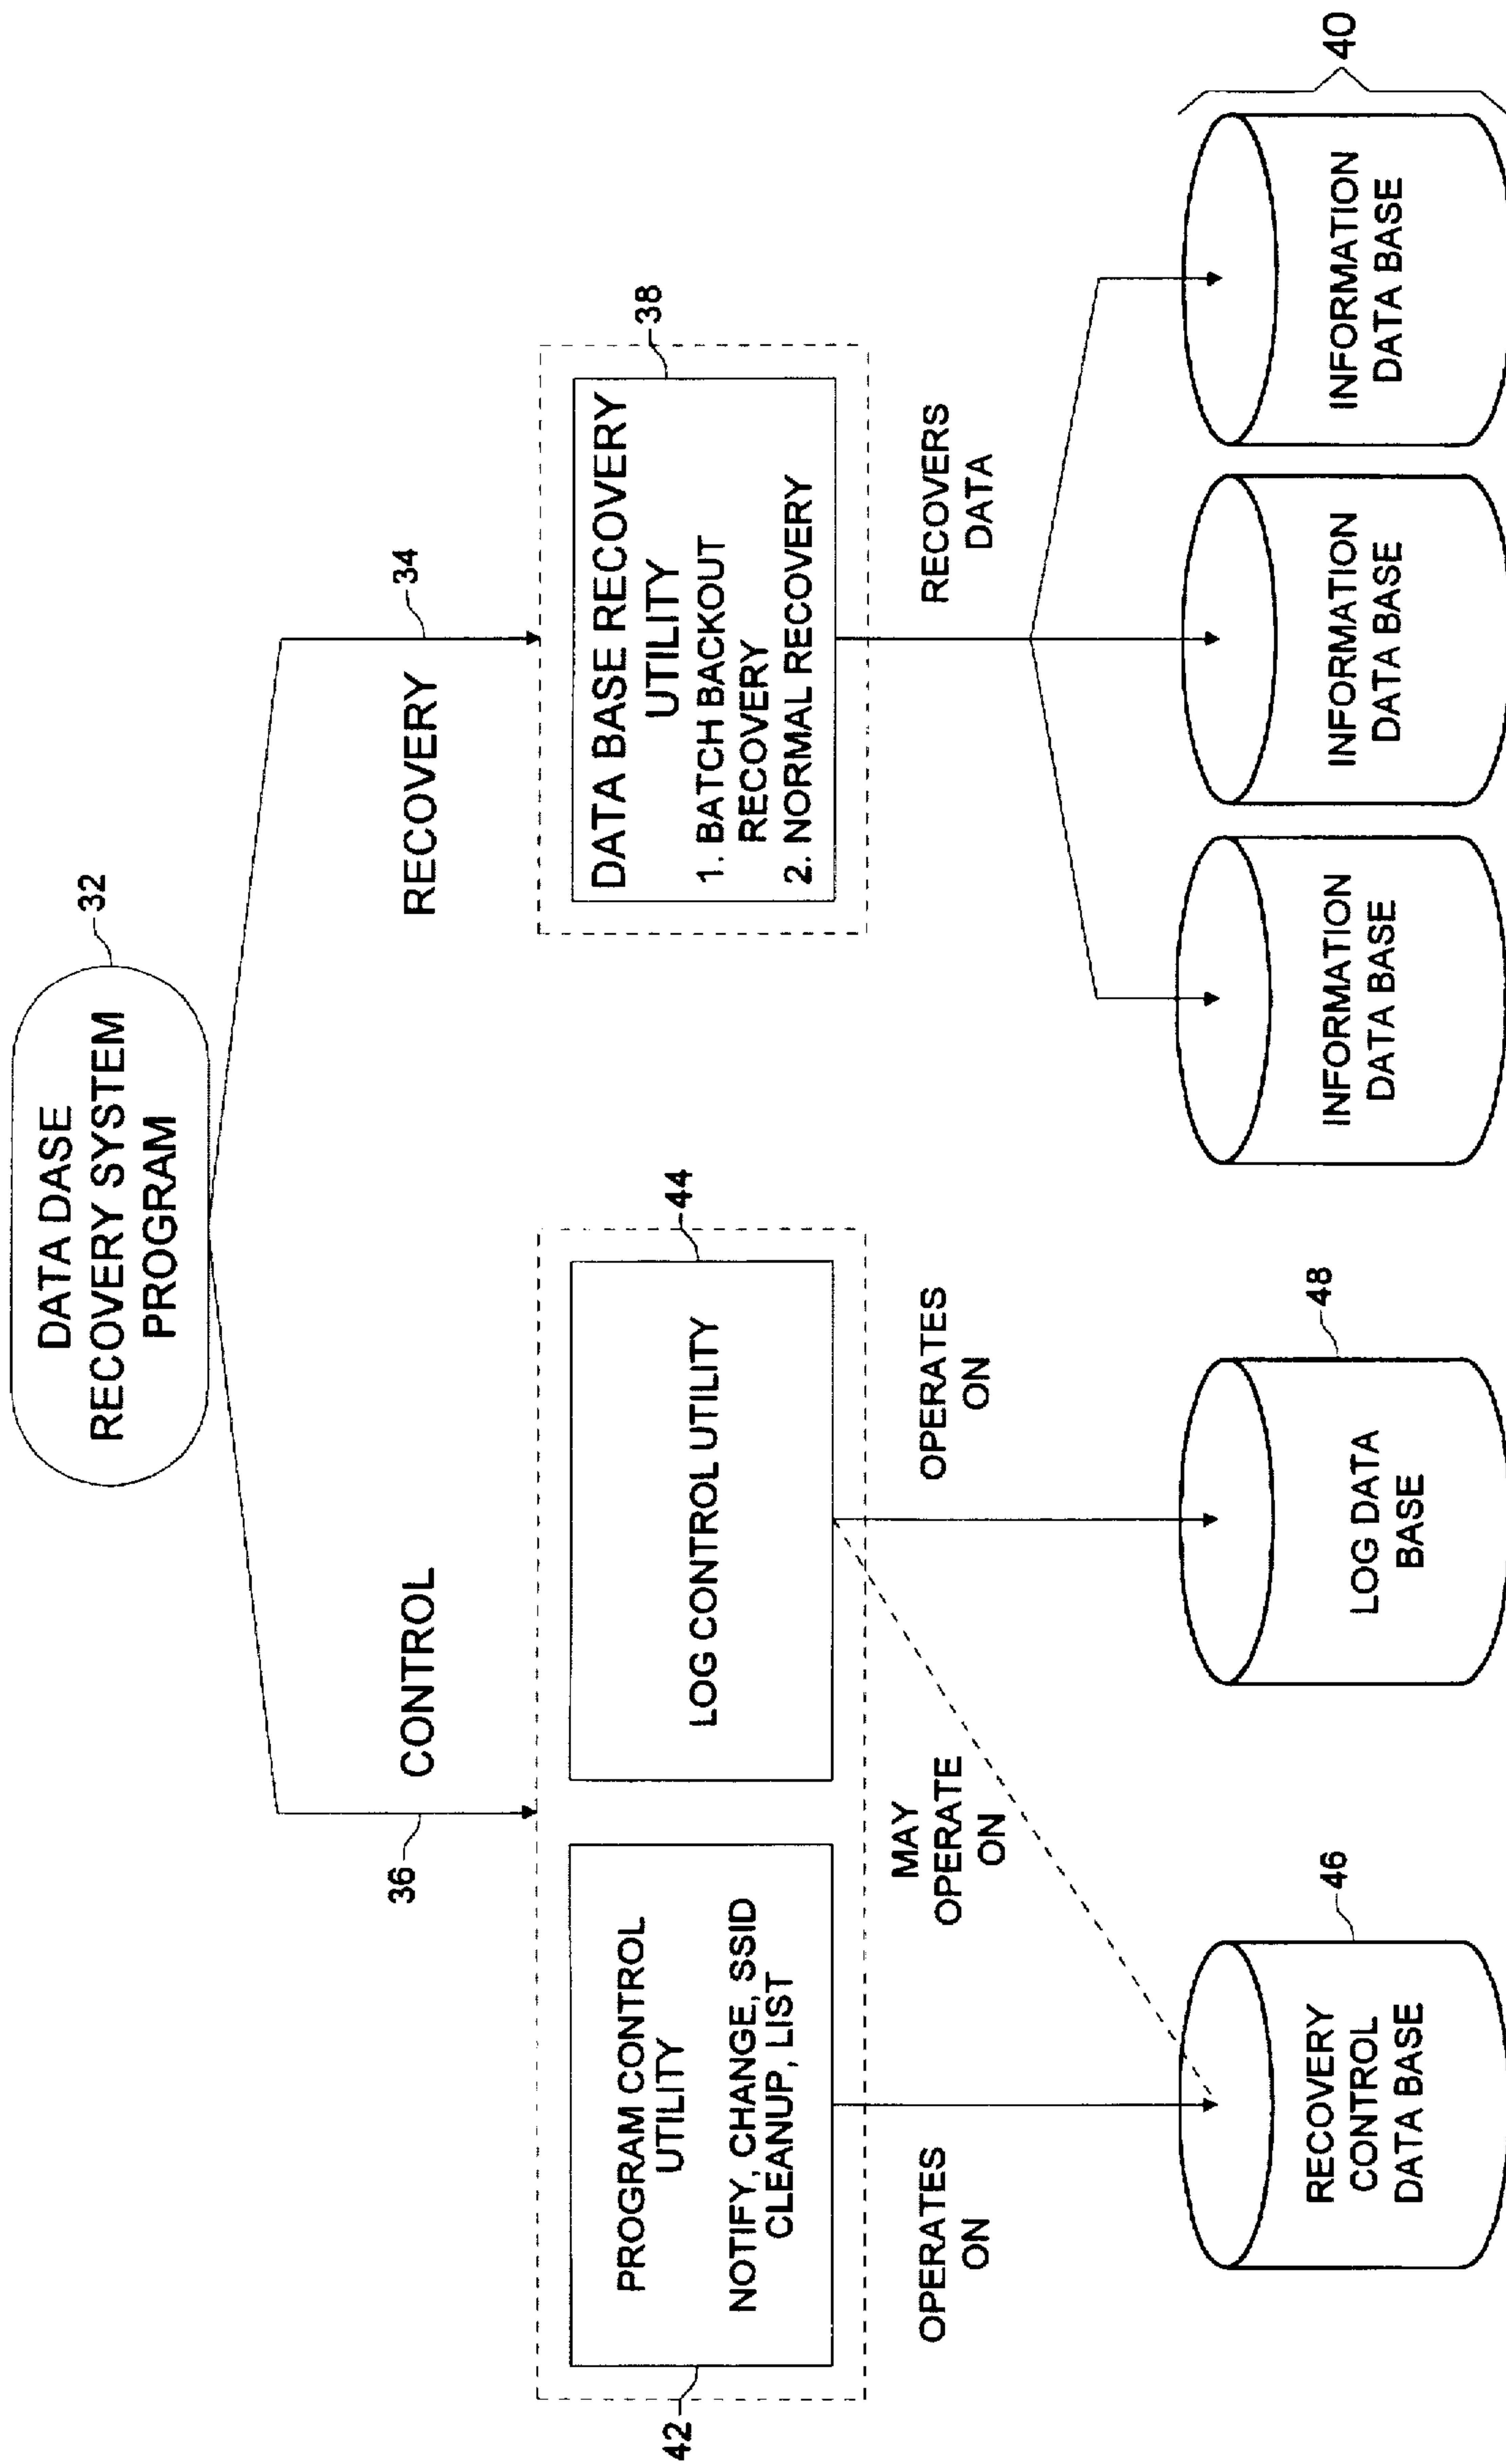 DATA DASE
RECOVERY SYSTEM
PROGRAM
32
CONTROL
36
RECOVERY
34
PROGRAM CONTROL
UTILITY
NOTIFY, CHANGE, SSID
CLEANUP, LIST
42
LOG CONTROL UTILITY
44
DATA BASE RECOVERY
UTILITY
1. BATCH BACKOUT
RECOVERY
2. NORMAL RECOVERY
38
OPERATES
ON
MAY
OPERATE
ON
OPERATES
ON
RECOVERS
DATA
RECOVERY
CONTROL
DATA BASE
46
LOG DATA
BASE
48
INFORMATION
DATA BASE
INFORMATION
DATA BASE
INFORMATION
DATA BASE
40